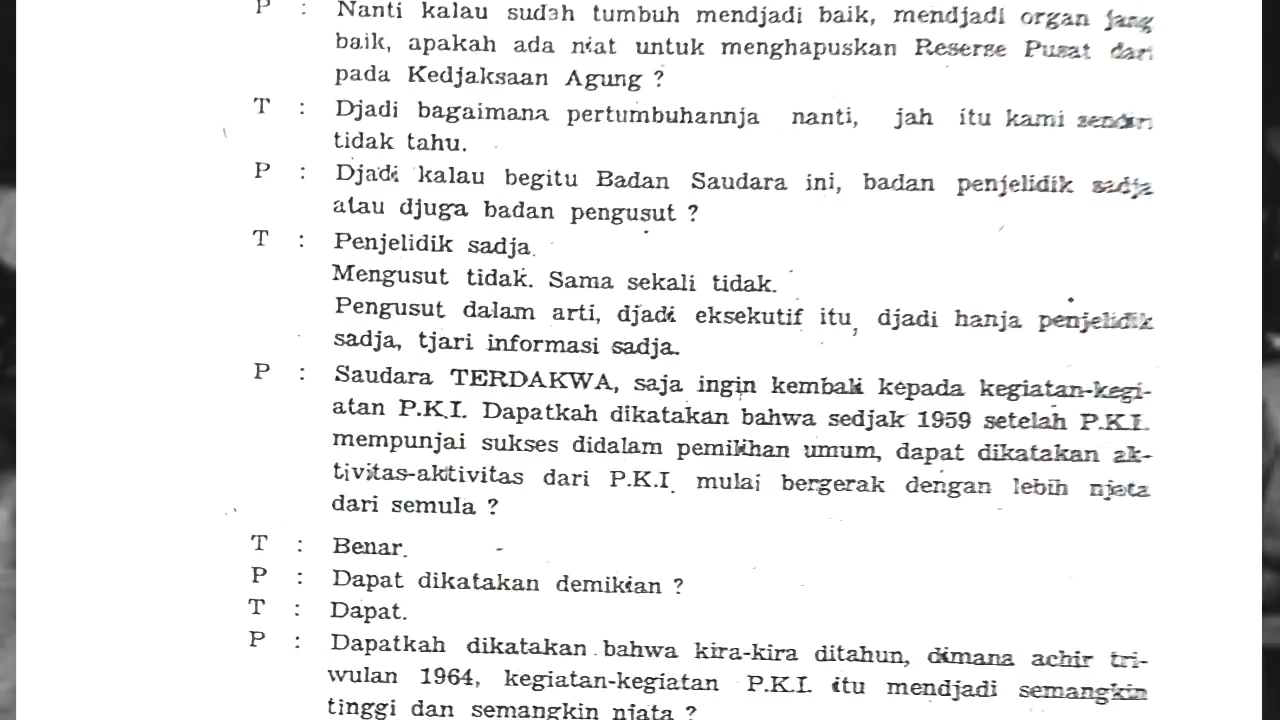 P : Nanti kalau sudah tumbuh mendjadi baik, mendjadi organ jang
baik, apakah ada niat untuk menghapuskan Reserse Pusat dari
pada Kedjaksaan Agung ?
T : Djadi bagaimana pertumbuhannja nanti, jah itu kami sendiri
tidak tahu.
P : Djadi kalau begitu Badan Saudara ini, badan penjelidik sadja
atau djuga badan pengusut ?
T : Penjelidik sadja.
Mengusut tidak. Sama sekali tidak.
Pengusut dalam arti, djadi eksekutif itu, djadi hanja penjelidik
sadja, tjari informasi sadja.
P : Saudara TERDAKWA, saja ingin kembali kepada kegiatan-kegi-
atan P.K.I. Dapatkah dikatakan bahwa sedjak 1959 setelah P.K.I.
mempunjai sukses didalam pemilihan umum, dapat dikatakan ak-
tivitas-aktivitas dari P.K.I. mulai bergerak dengan lebih njata
dari semula ?
T : Benar.
P : Dapat dikatakan demikian ?
T : Dapat.
P : Dapatkah dikatakan bahwa kira-kira ditahun, dimana achir tri-
wulan 1964, kegiatan-kegiatan P.K.I. itu mendjadi semangkin
tinggi dan semangkin njata ?